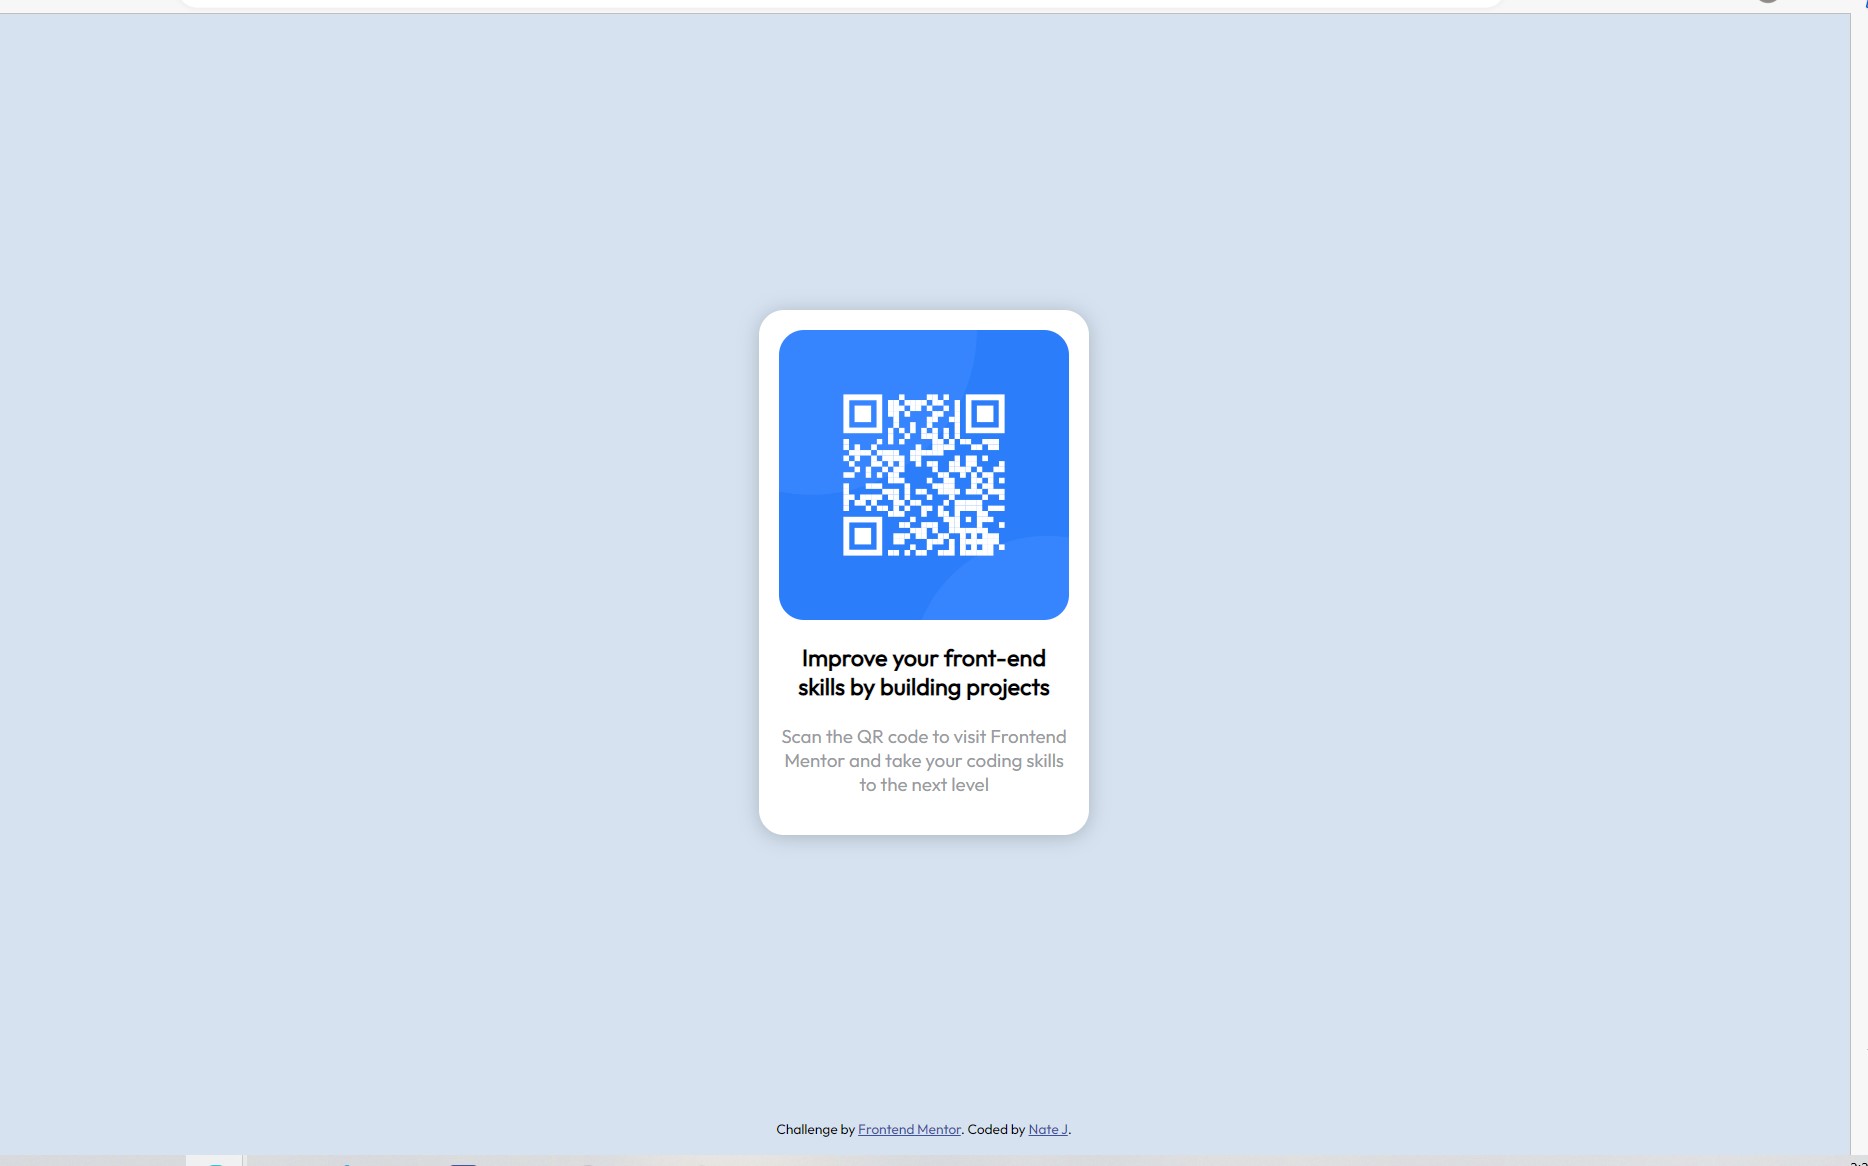 Improve your front-end
skills by building projects
Scan the QR code to visit Frontend
Mentor and take your coding skills
to the next level
Challenge by Frontend Mentor. Coded by Nate J.